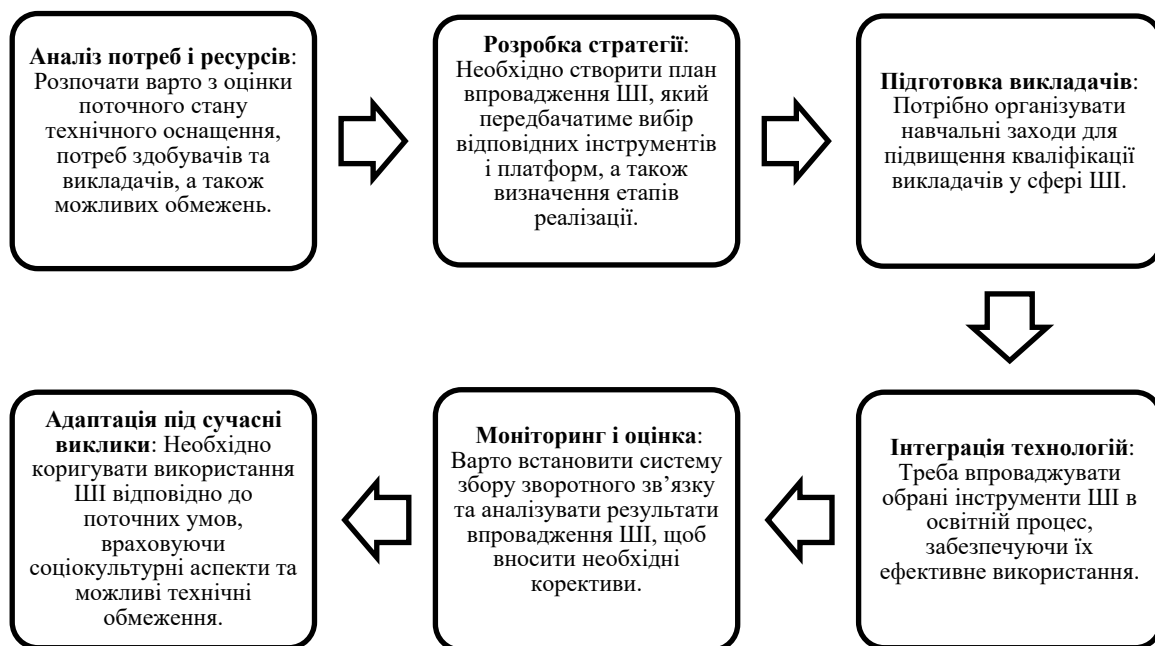 Аналіз потреб і ресурсів:
Розпочати варто з оцінки
поточного стану
технічного оснащення,
потреб здобувачів та
викладачів, а також
можливих обмежень.
Розробка стратегії:
Необхідно створити план
впровадження ШІ, який
передбачатиме вибір
відповідних інструментів
і платформ, а також
визначення етапів
реалізації.
Підготовка викладачів:
Потрібно організувати
навчальні заходи для
підвищення кваліфікації
викладачів у сфері ШІ.
Інтеграція технологій:
Треба впроваджувати
обрані інструменти ШІ в
освітній процес,
забезпечуючи їх
ефективне використання.
Моніторинг і оцінка:
Варто встановити систему
збору зворотного зв’язку
та аналізувати результати
впровадження ШІ, щоб
вносити необхідні
корективи.
Адаптація під сучасні
виклики: Необхідно
коригувати використання
ШІ відповідно до
поточних умов,
враховуючи
соціокультурні аспекти та
можливі технічні
обмеження.